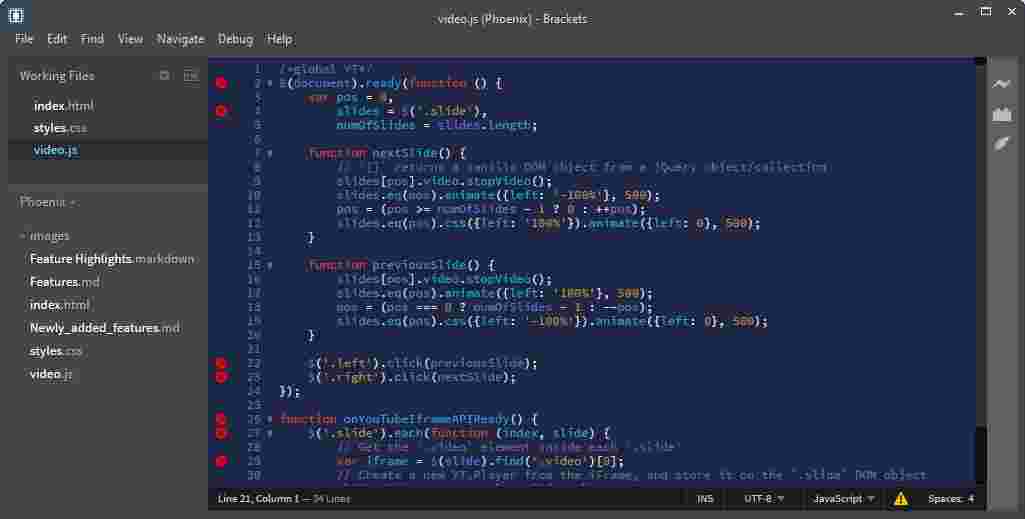 video.js (Phoenix) - Brackets
File Edit Find View Navigate Debug Help
Working Files
index.html
styles.css
video.js
Phoenix
images
Feature Highlights.markdown
Features.md
index.html
Newly_added_features.md
styles.css
video.js
1 /*global YT*/
2 $(document).ready(function () {
3 var pos = 0,
4 slides = $('.slide'),
5 numOfSlides = slides.length;
6
7 function nextSlide() {
8 // `[]` returns a vanilla DOM object from a jQuery object/collection
9 slides[pos].video.stopVideo();
10 slides.eq(pos).animate({left: '-100%'}, 500);
11 pos = (pos >= numOfSlides - 1 ? 0 : ++pos);
12 slides.eq(pos).css({left: '100%'}).animate({left: 0}, 500);
13 }
14
15 function previousSlide() {
16 slides[pos].video.stopVideo();
17 slides.eq(pos).animate({left: '100%'}, 500);
18 pos = (pos === 0 ? numOfSlides - 1 : --pos);
19 slides.eq(pos).css({left: '-100%'}).animate({left: 0}, 500);
20 }
21
22 $('.left').click(previousSlide);
23 $('.right').click(nextSlide);
24 });
25
26 function onYouTubeIframeAPIReady() {
27 $('.slide').each(function (index, slide) {
28 // Get the `.video` element inside each `.slide`
29 var iframe = $(slide).find('.video')[0];
30 // Create a new YT.Player from the iFrame, and store it on the `.slide` DOM object
Line 21, Column 1 — 34 Lines INS UTF-8 JavaScript Spaces: 4